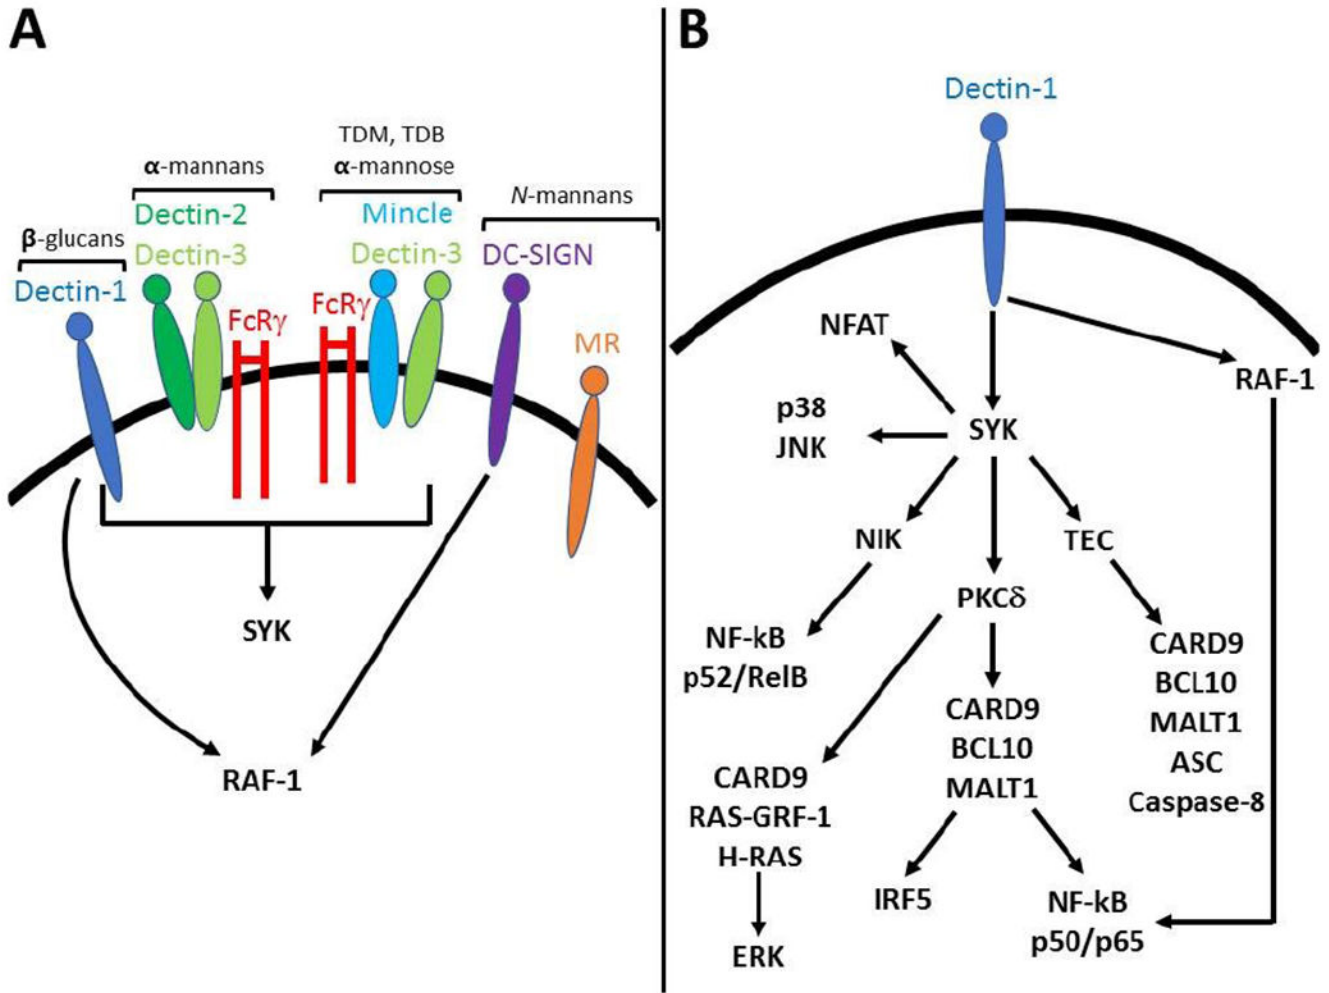 A
TDM, TDB
α-mannans
α-mannose
N-mannans
Dectin-2
Mincle
β-glucans
Dectin-3
Dectin-3
DC-SIGN
Dectin-1
FcRγ
FcRγ
MR
SYK
RAF-1
B
Dectin-1
NFAT
RAF-1
p38
JNK
SYK
NIK
TEC
PKCδ
NF-kB
p52/RelB
CARD9
BCL10
MALT1
ASC
Caspase-8
CARD9
BCL10
MALT1
CARD9
RAS-GRF-1
H-RAS
IRF5
NF-kB
p50/p65
ERK